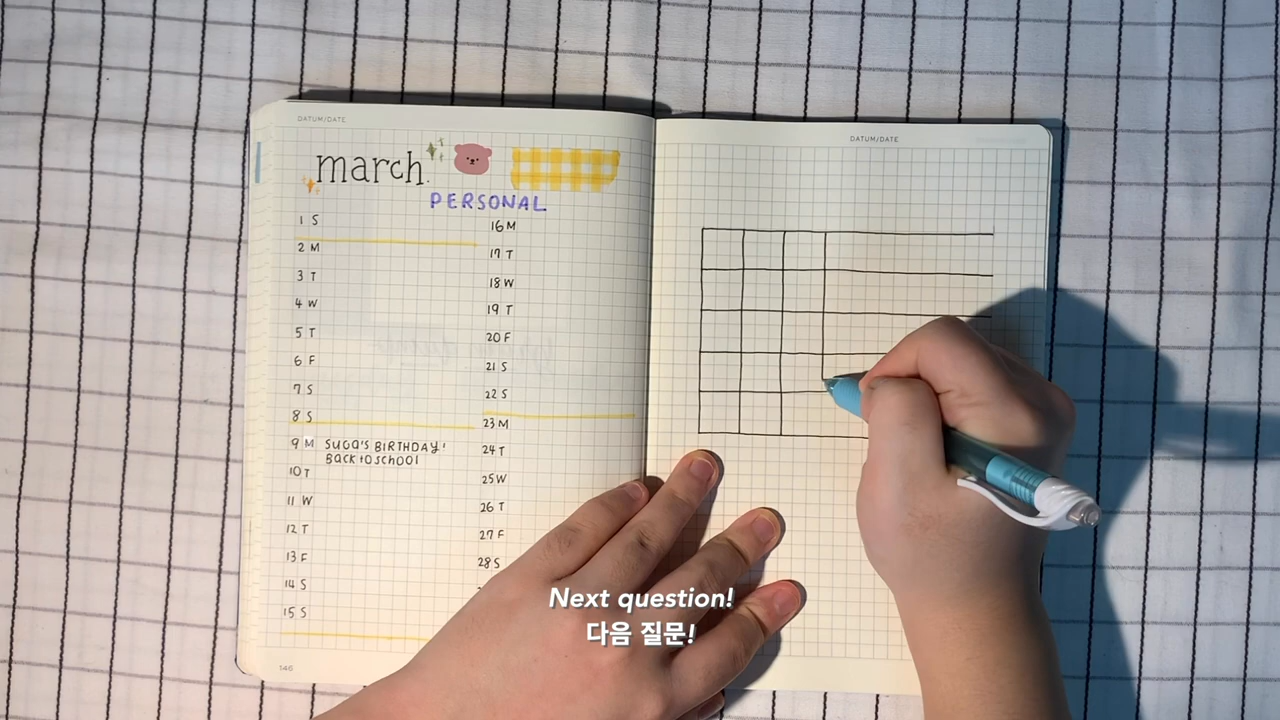 DATUM/DATE
march.
PERSONAL
1 S
2 M
3 T
4 W
5 T
6 F
7 S
8 S
9 M SUGA'S BIRTHDAY!
BACK TO SCHOOL
10 T
11 W
12 T
13 F
14 S
15 S
146
16 M
17 T
18 W
19 T
20 F
21 S
22 S
23 M
24 T
25 W
26 T
27 F
28 S
DATUM/DATE
Next question!
다음 질문!